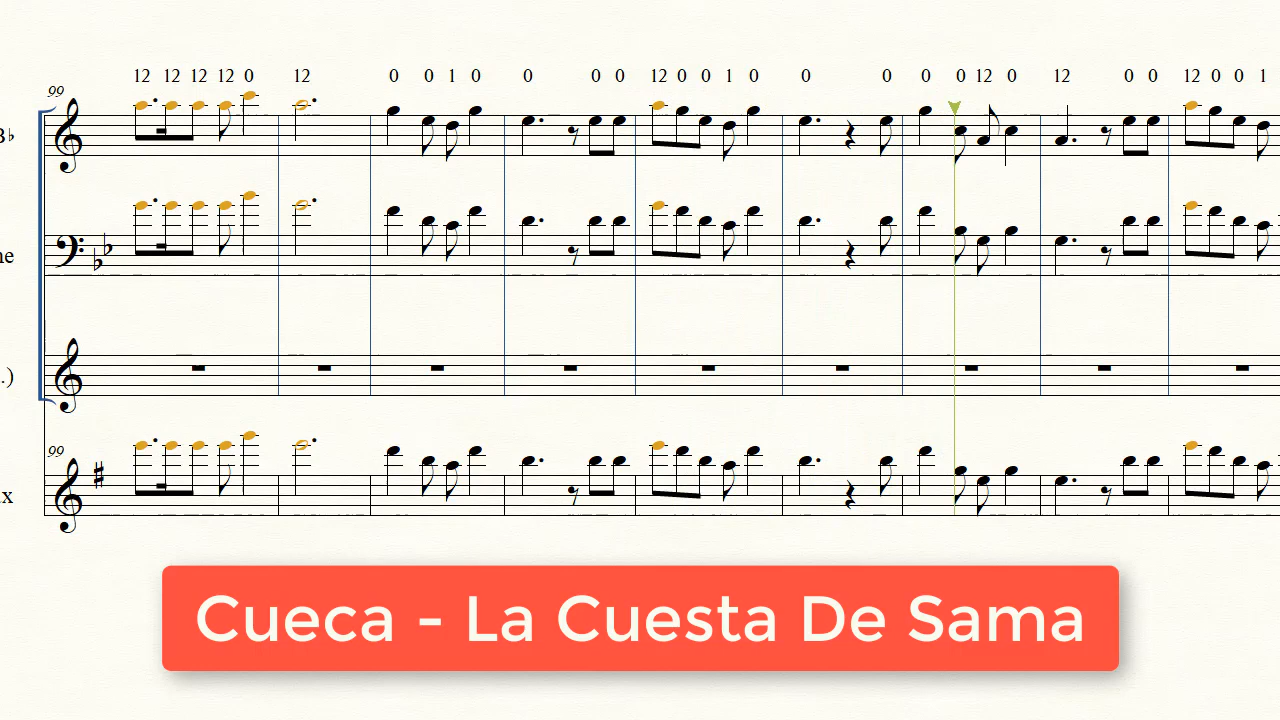 12 12 12 12 0 12 0 0 1 0 0 0 0 12 0 0 1 0 0 0 0 0 12 0 12 0 0 12 0 0 1
99
3♭
ne
.)
99
x
Cueca - La Cuesta De Sama